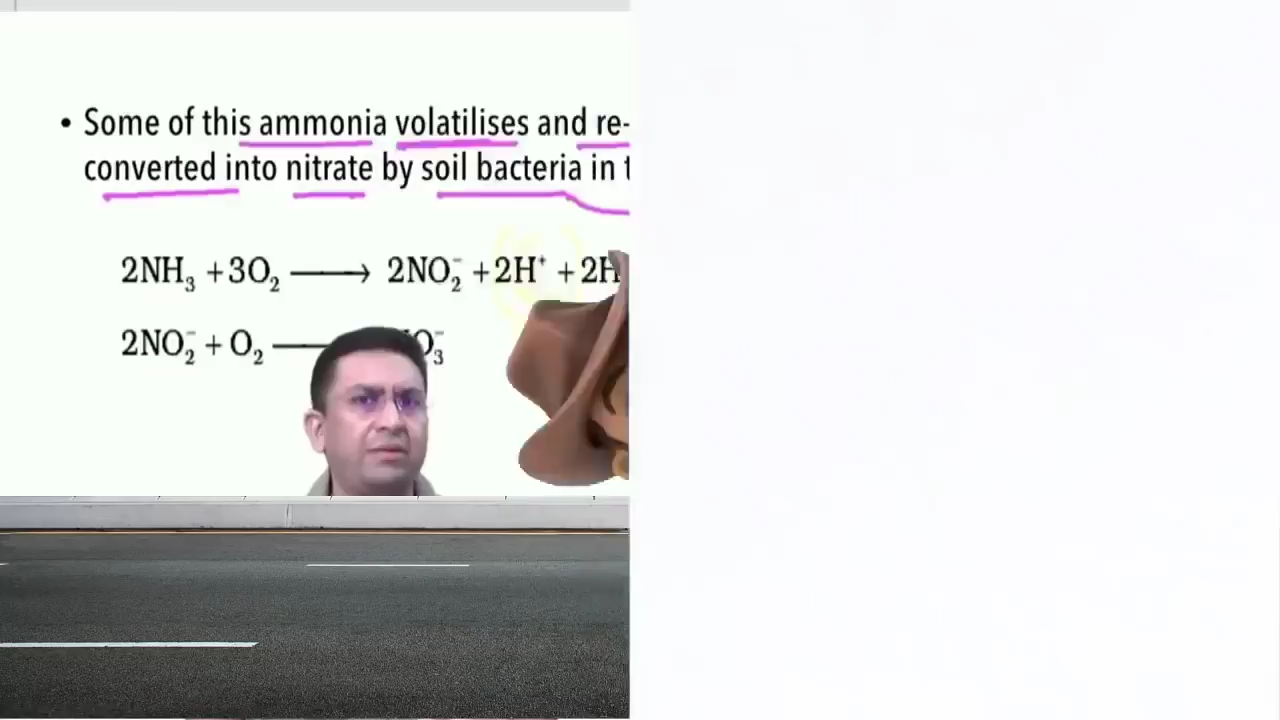 • Some of this ammonia volatilises and re-
converted into nitrate by soil bacteria in
2NH₃ + 3O₂ ⟶ 2NO₂⁻ + 2H⁺ + 2H
2NO₂⁻ + O₂ ⟶ O₃⁻